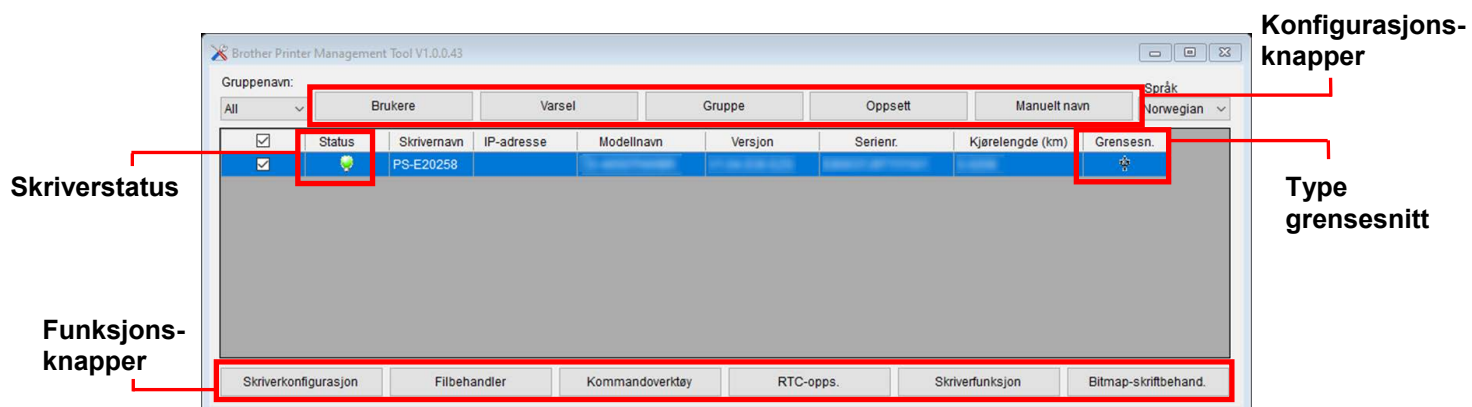 Konfigurasjons-
knapper
Brother Printer Management Tool V1.0.0.43
Gruppenavn:
Språk
All
Brukere
Varsel
Gruppe
Oppsett
Manuelt navn
Norwegian
Status
Skrivernavn
IP-adresse
Modellnavn
Versjon
Serienr.
Kjørelengde (km)
Grensesn.
PS-E20258
Skriverstatus
Type
grensesnitt
Funksjons-
knapper
Skriverkonfigurasjon
Filbehandler
Kommandoverktøy
RTC-opps.
Skriverfunksjon
Bitmap-skriftbehand.